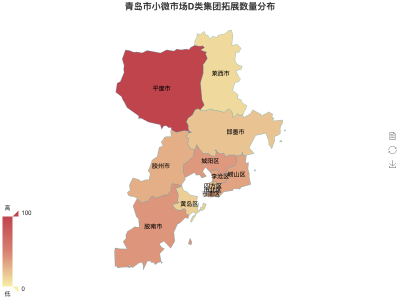 青岛市小微市场D类集团拓展数量分布
莱西市
平度市
即墨市
城阳区
胶州市
李沧区
崂山区
黄岛区
胶南市
高
100
0
低